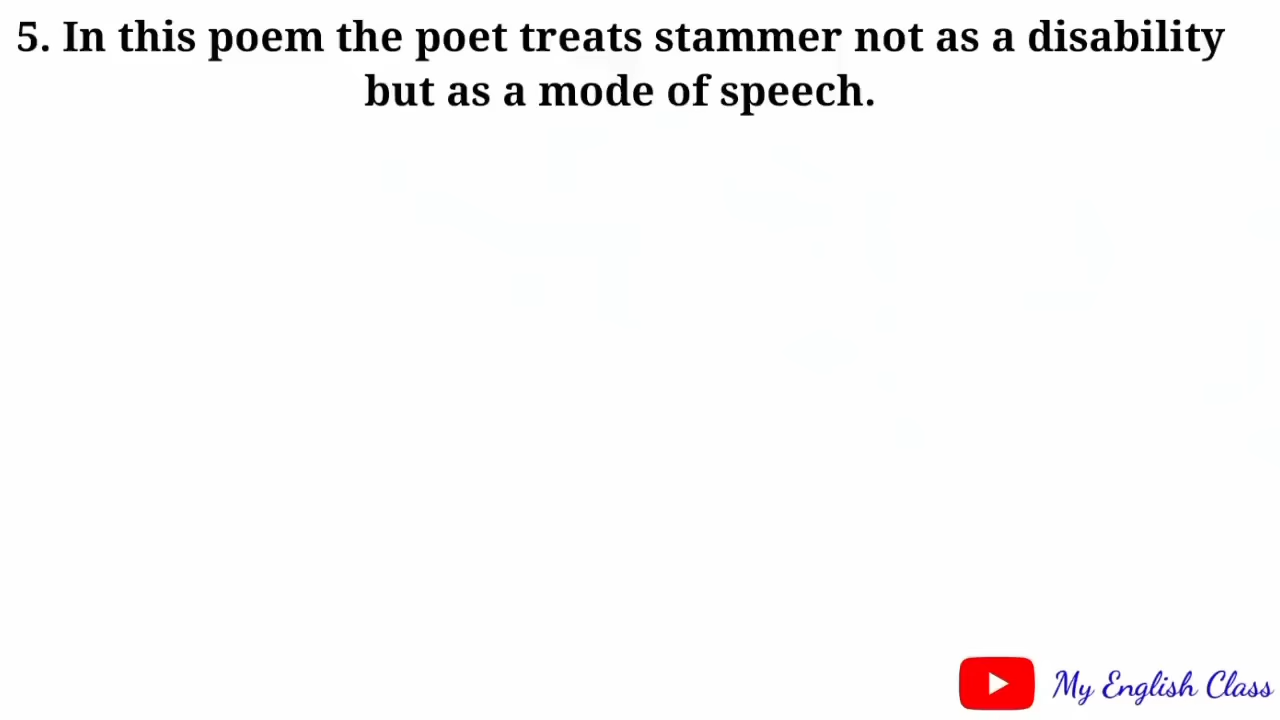 5. In this poem the poet treats stammer not as a disability
but as a mode of speech.
My English Class